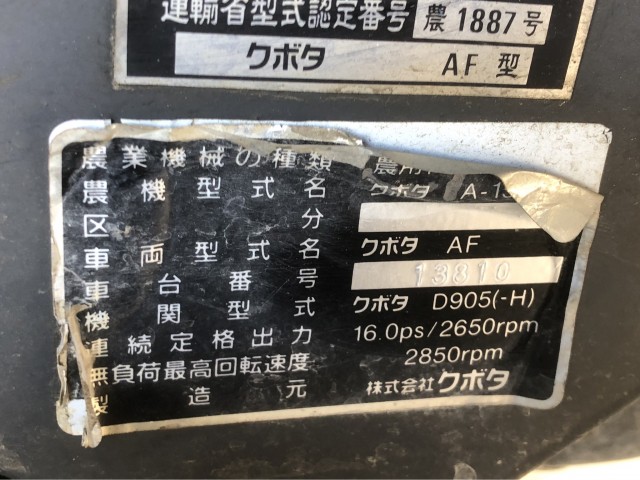 運輸省型式認定番号 農1887号
クボタ AF型
農業機械の種類 農用
農機型式名 クボタ A-1
区分
車両型式名 クボタ AF
車台番号 13810
機関型式 クボタ D905(-H)
連続定格出力 16.0ps/2650rpm
無負荷最高回転速度 2850rpm
製造元 株式会社クボタ